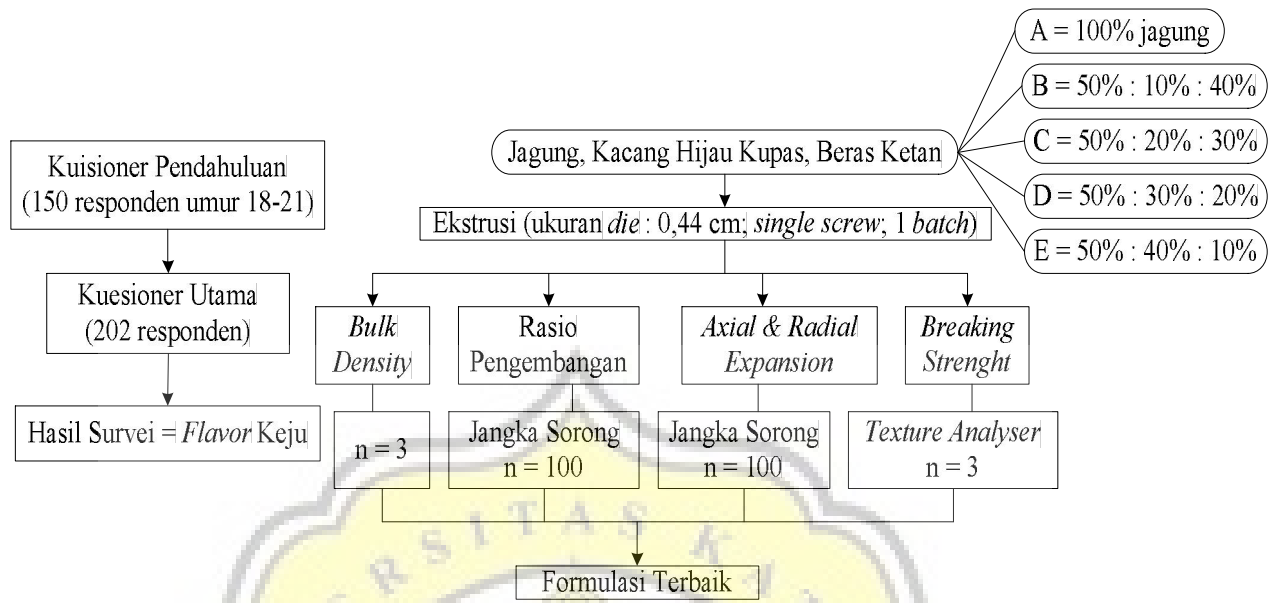 Kuisioner Pendahuluan
(150 responden umur 18-21)
Kuesioner Utama
(202 responden)
Hasil Survei = Flavor Keju
A = 100% jagung
B = 50% : 10% : 40%
C = 50% : 20% : 30%
D = 50% : 30% : 20%
E = 50% : 40% : 10%
Jagung, Kacang Hijau Kupas, Beras Ketan
Ekstrusi (ukuran die : 0,44 cm; single screw; 1 batch)
Bulk
Density
n = 3
Rasio
Pengembangan
Jangka Sorong
n = 100
Axial & Radial
Expansion
Jangka Sorong
n = 100
Breaking
Strenght
Texture Analyser
n = 3
Formulasi Terbaik
RSITAS KA